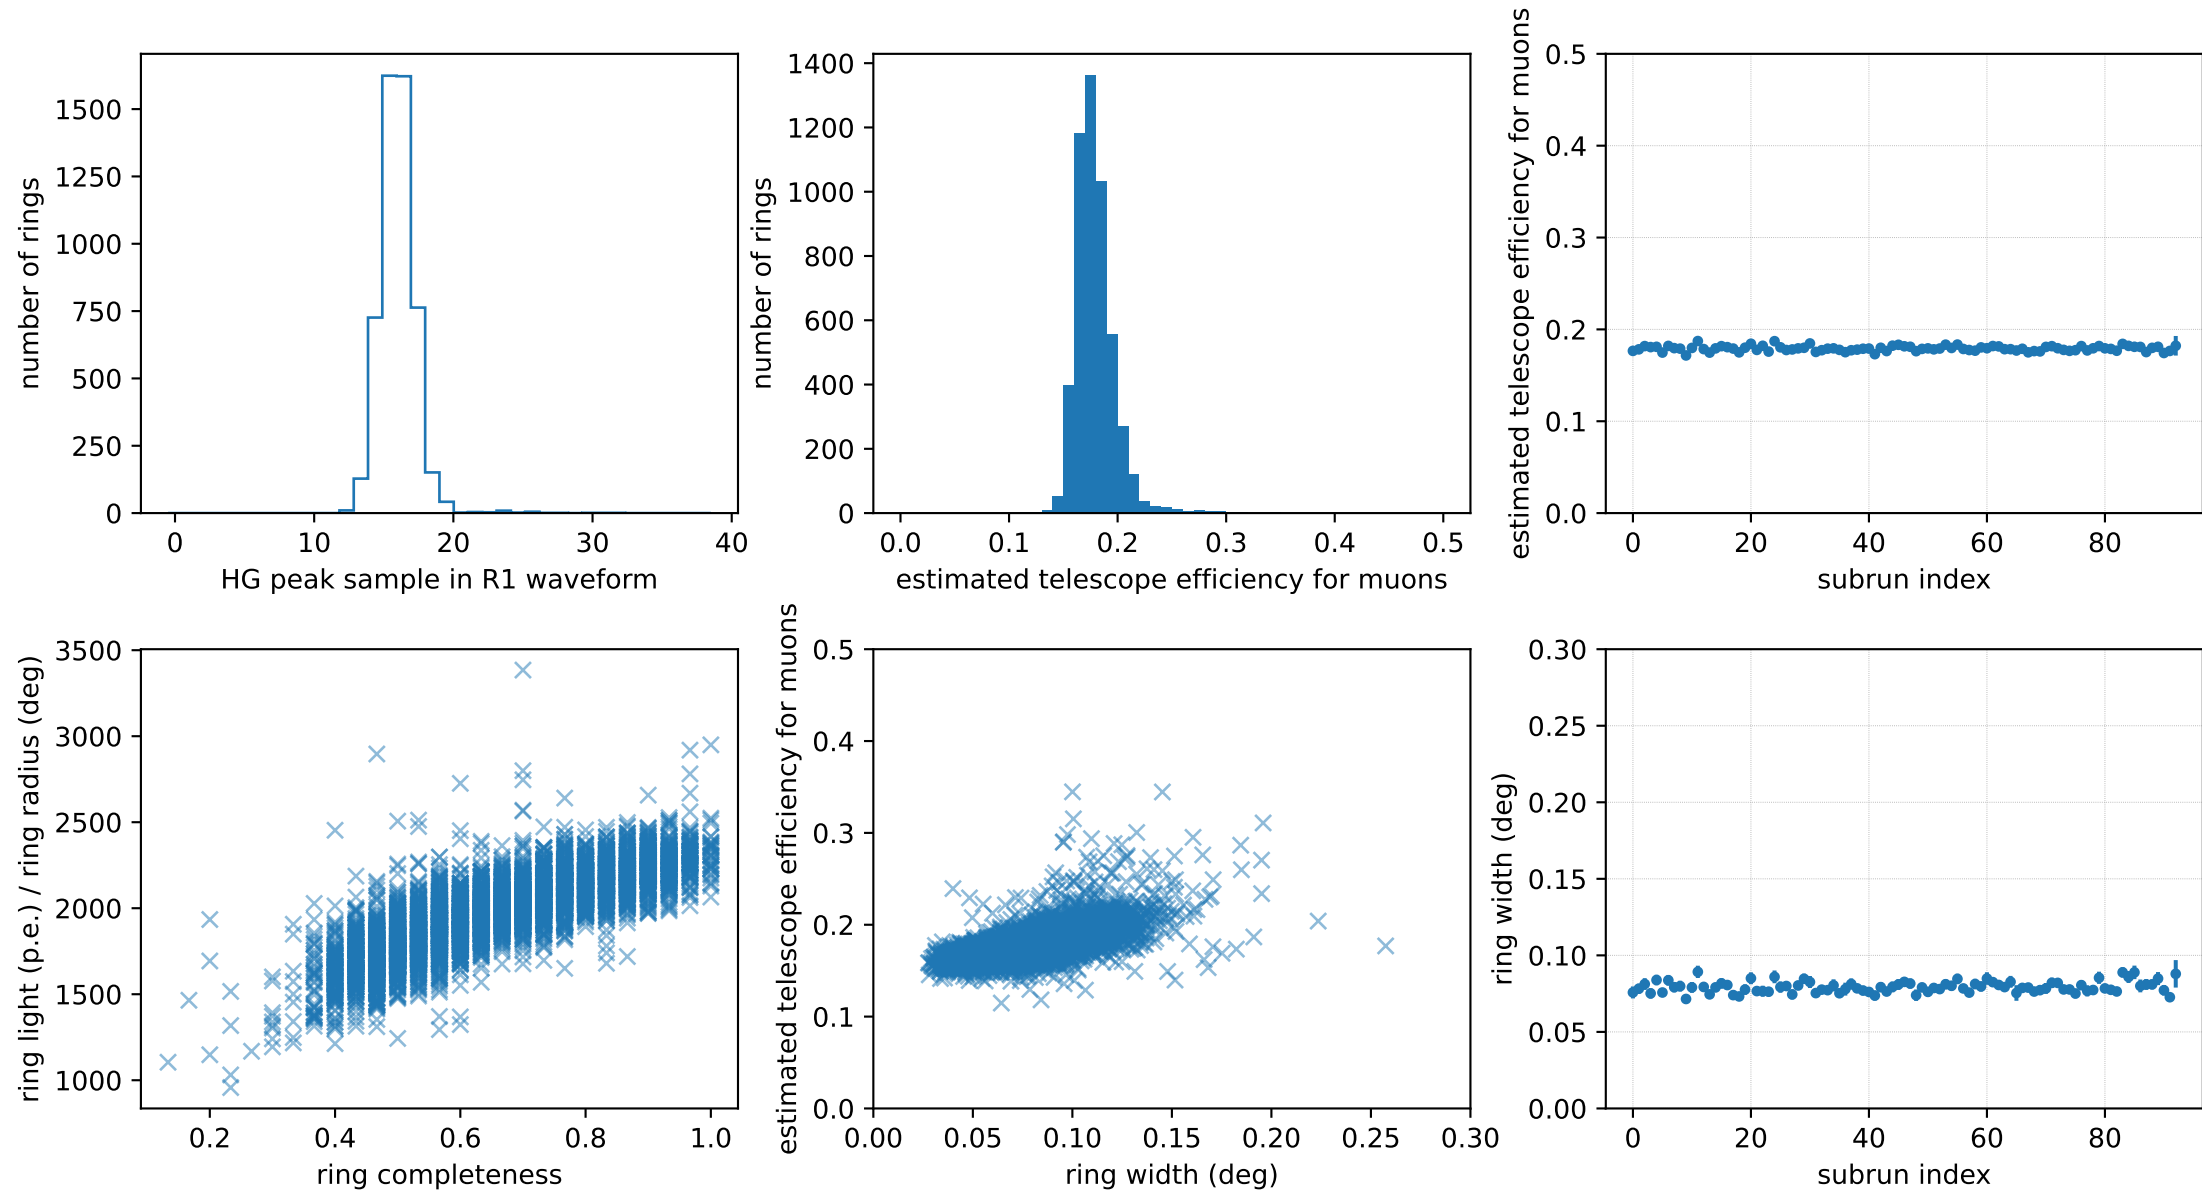 number of rings
1500
1250
1000
750
500
250
0
0 10 20 30 40
HG peak sample in R1 waveform
number of rings
1400
1200
1000
800
600
400
200
0
0.0 0.1 0.2 0.3 0.4 0.5
estimated telescope efficiency for muons
estimated telescope efficiency for muons
0.5
0.4
0.3
0.2
0.1
0.0
0 20 40 60 80
subrun index
ring light (p.e.) / ring radius (deg)
3500
3000
2500
2000
1500
1000
0.2 0.4 0.6 0.8 1.0
ring completeness
estimated telescope efficiency for muons
0.5
0.4
0.3
0.2
0.1
0.0
0.00 0.05 0.10 0.15 0.20 0.25 0.30
ring width (deg)
ring width (deg)
0.30
0.25
0.20
0.15
0.10
0.05
0.00
0 20 40 60 80
subrun index